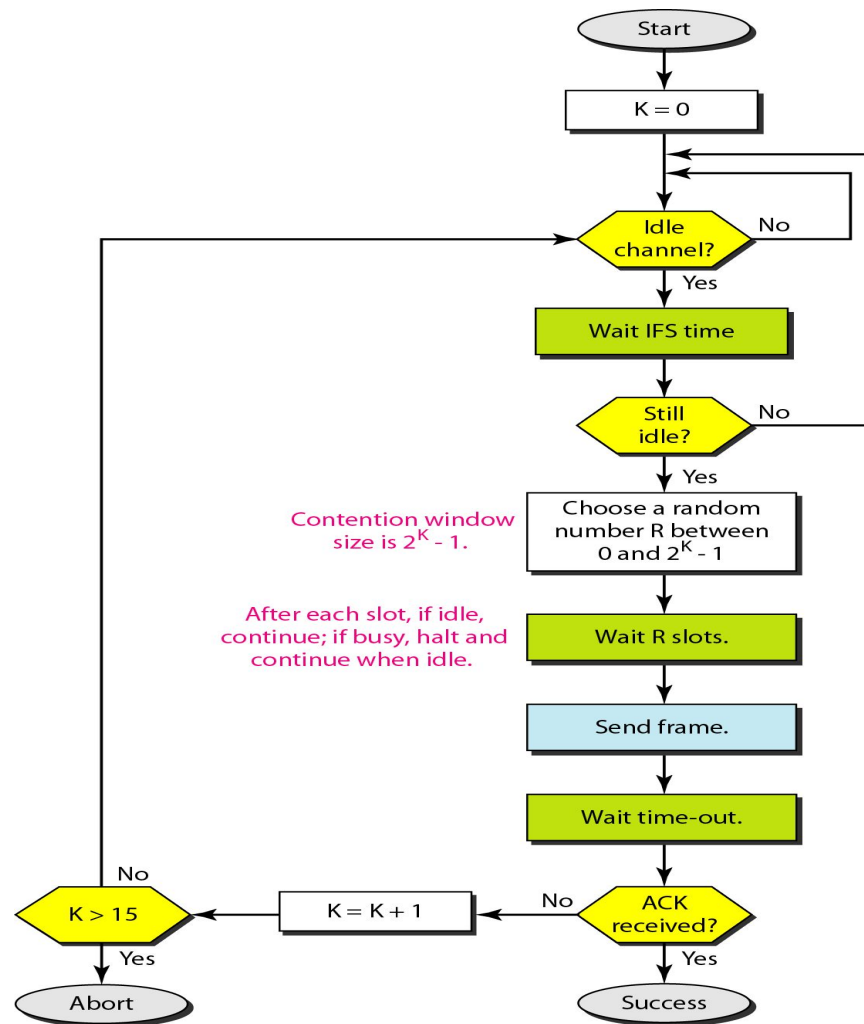 Start
K = 0
Idle
channel?
No
Yes
Wait IFS time
Still
idle?
No
Yes
Contention window
size is 2^K - 1.
Choose a random
number R between
0 and 2^K - 1
After each slot, if idle,
continue; if busy, halt and
continue when idle.
Wait R slots.
Send frame.
Wait time-out.
ACK
received?
No
K = K + 1
K > 15
No
Yes
Abort
Yes
Success